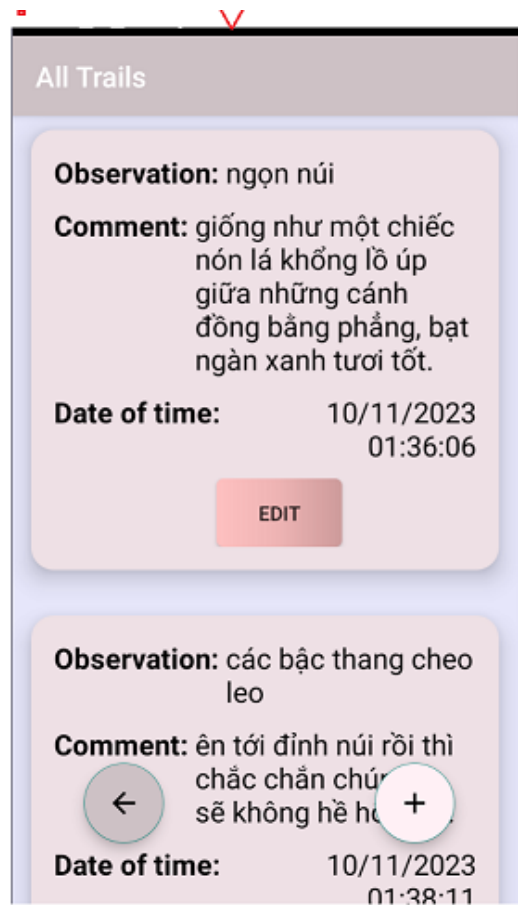 All Trails
Observation: ngọn núi
Comment: giống như một chiếc
nón lá khổng lồ úp
giữa những cánh
đồng bằng phẳng, bạt
ngàn xanh tươi tốt.
Date of time: 10/11/2023
01:36:06
EDIT
Observation: các bậc thang cheo
leo
Comment: ên tới đỉnh núi rồi thì
chắc chắn
sẽ không hề
Date of time: 10/11/2023
01:38:11